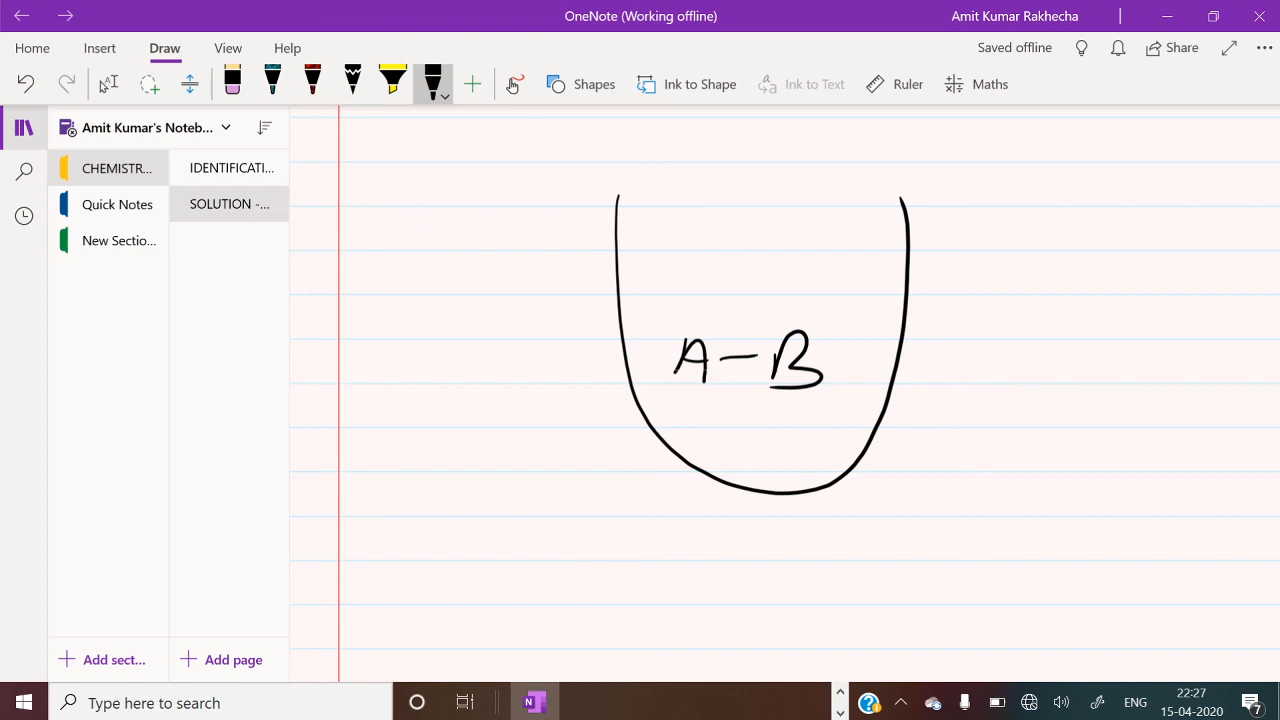 OneNote (Working offline)
Amit Kumar Rakhecha
Home Insert Draw View Help
Saved offline
Share
Shapes
Ink to Shape
Ink to Text
Ruler
Maths
Amit Kumar's Noteb...
CHEMISTR...
IDENTIFICATI...
Quick Notes
SOLUTION -...
New Sectio...
A - B
Add sect...
Add page
Type here to search
ENG
22:27
15-04-2020
7